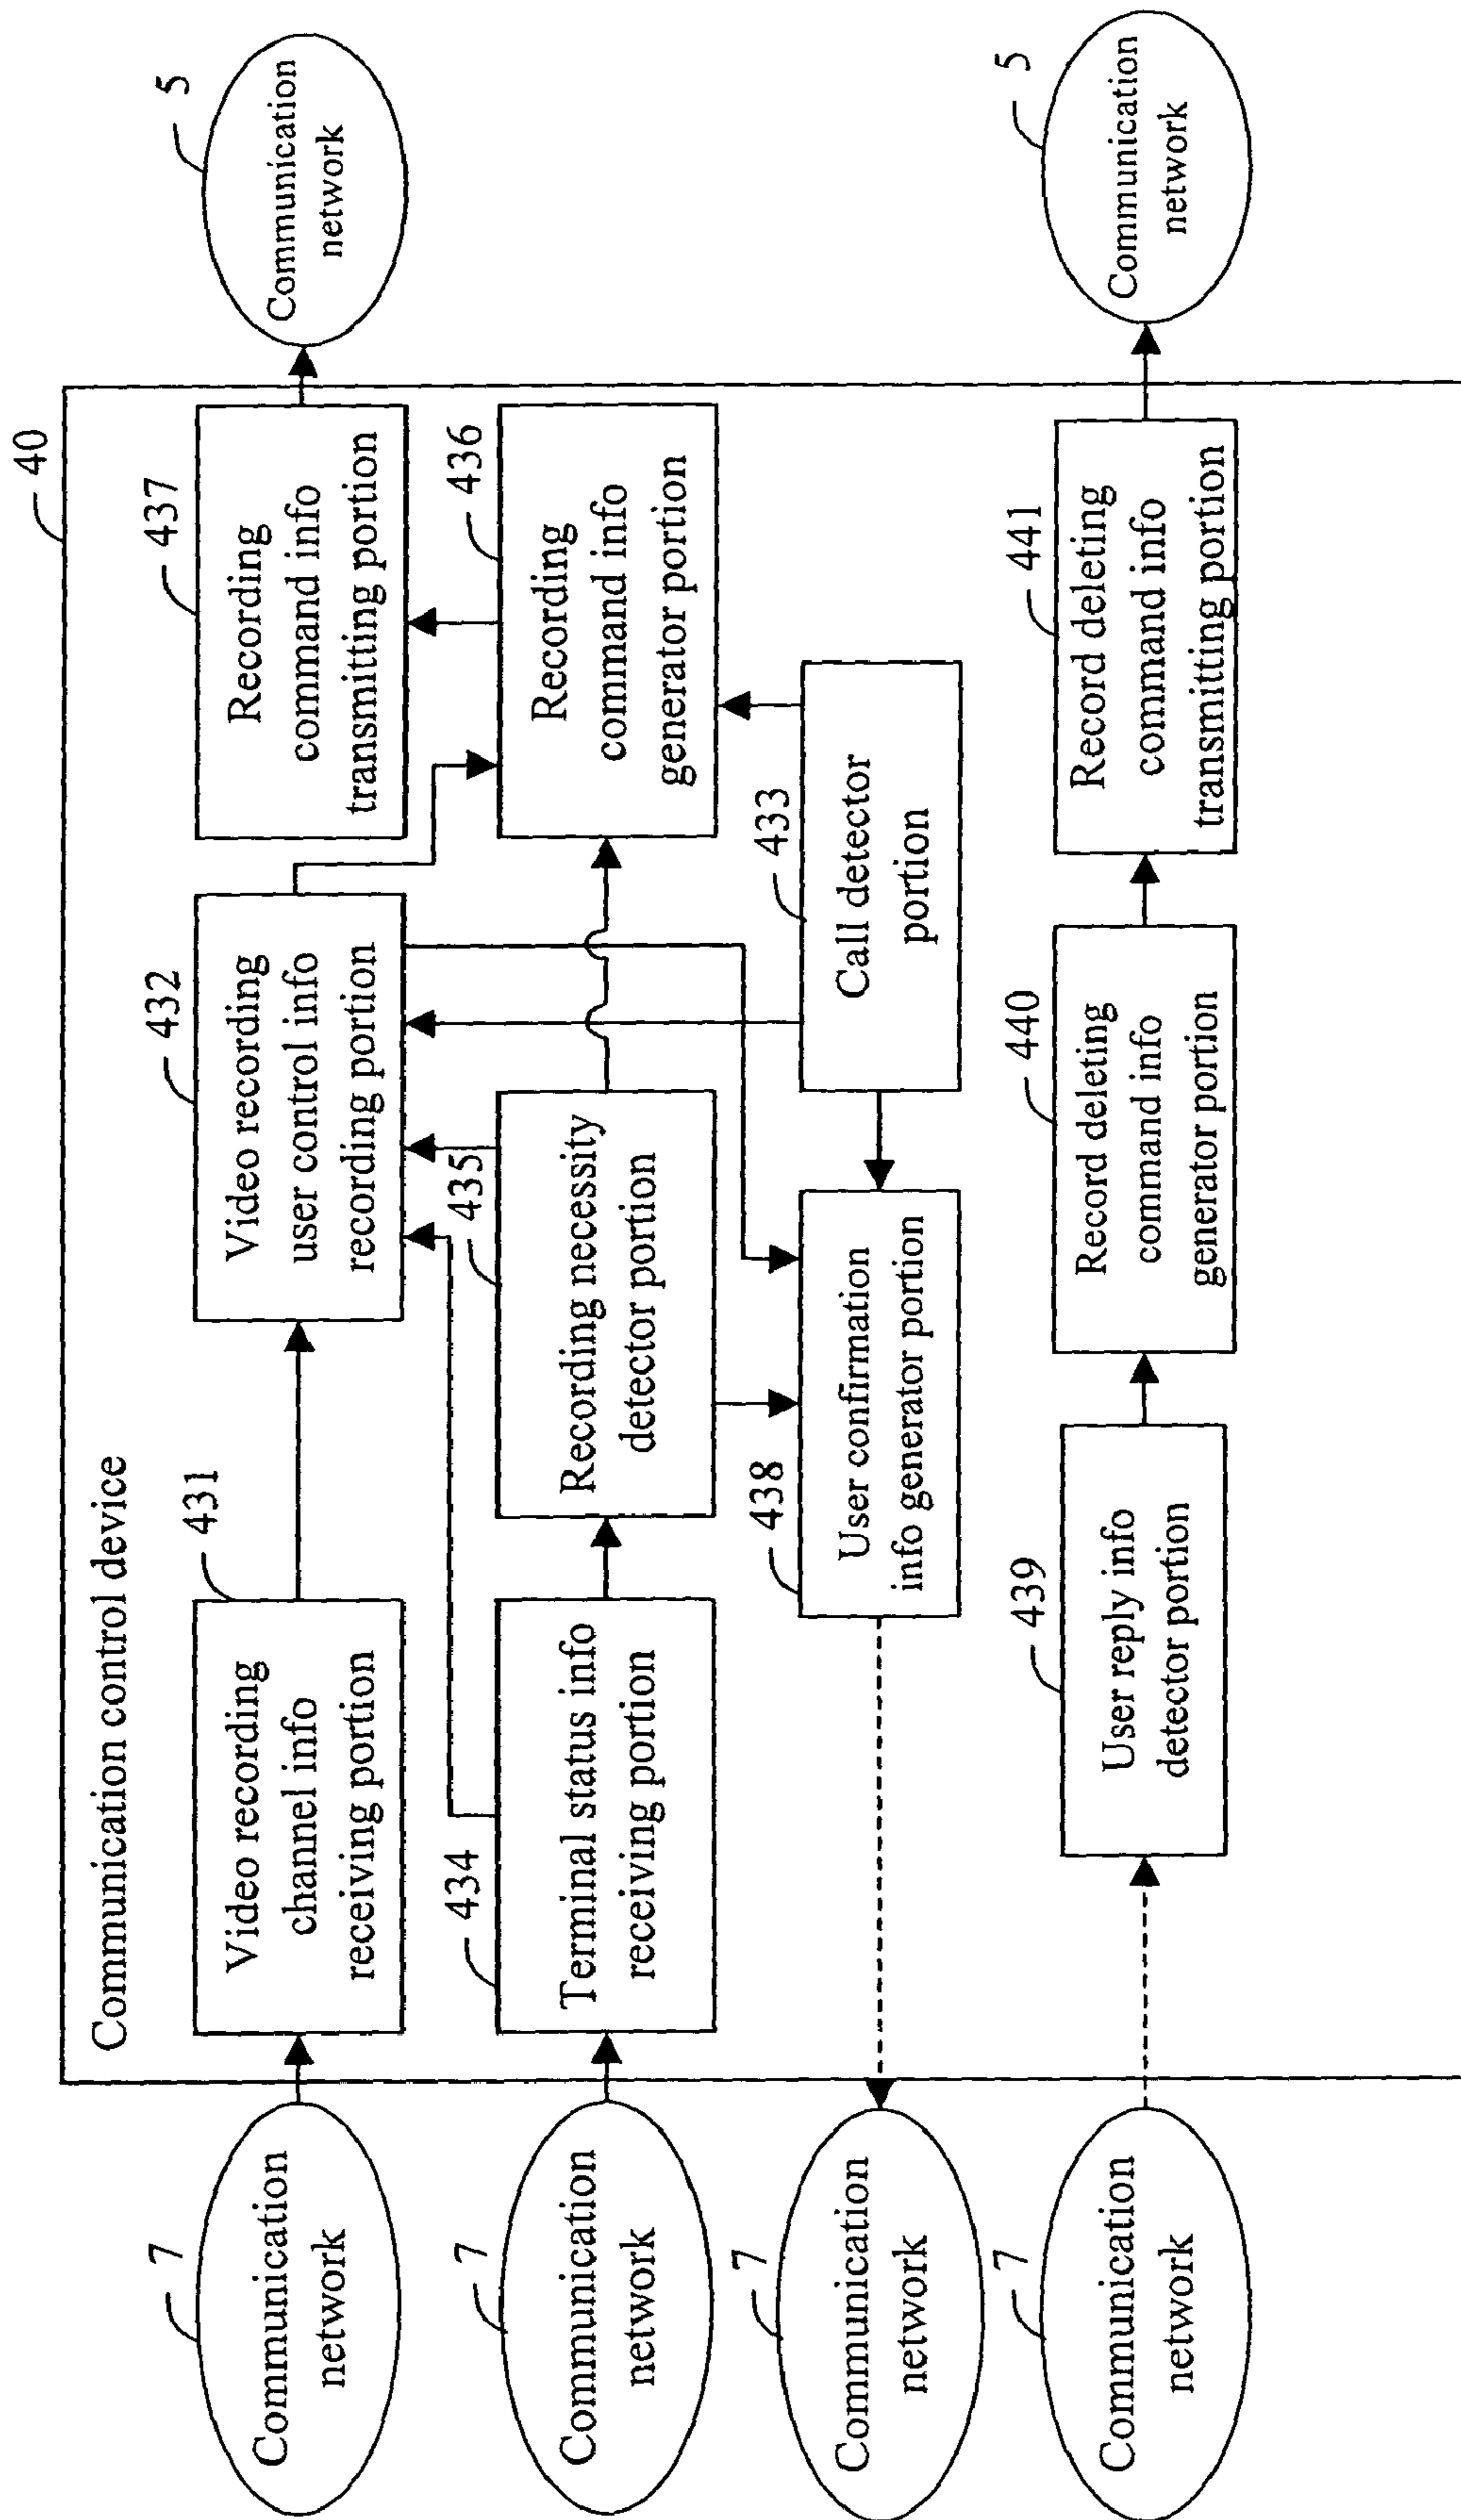 40
Communication control device
7
Communication
network
431
Video recording
channel info
receiving portion
432
Video recording
user control info
recording portion
437
Recording
command info
transmitting portion
5
Communication
network
7
Communication
network
434
Terminal status info
receiving portion
435
Recording necessity
detector portion
436
Recording
command info
generator portion
7
Communication
network
438
User confirmation
info generator portion
433
Call detector
portion
7
Communication
network
439
User reply info
detector portion
440
Record deleting
command info
generator portion
441
Record deleting
command info
transmitting portion
5
Communication
network